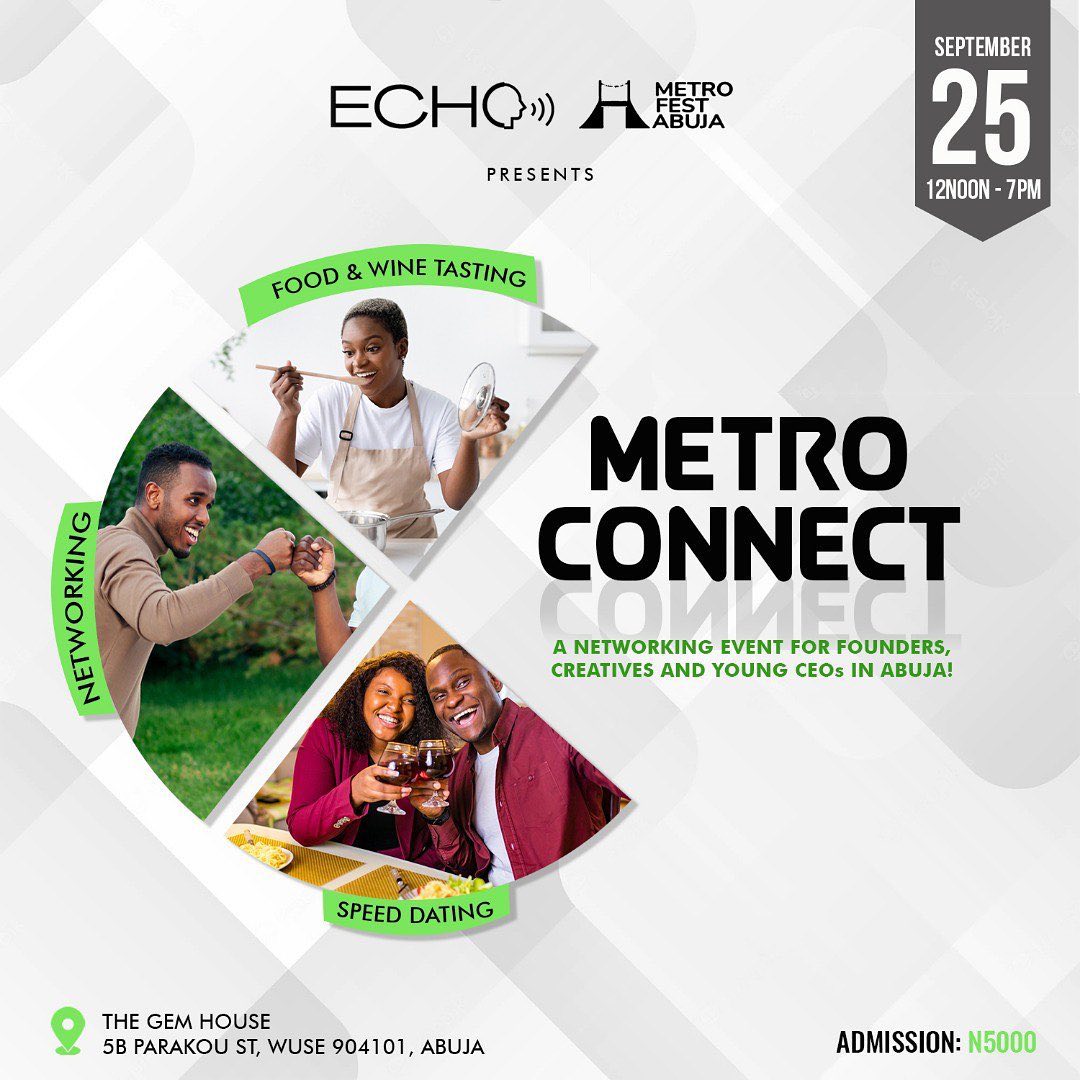 ECHO
METRO
FEST
ABUJA
PRESENTS
SEPTEMBER
25
12NOON - 7PM
FOOD & WINE TASTING
NETWORKING
SPEED DATING
METRO
CONNECT
A NETWORKING EVENT FOR FOUNDERS,
CREATIVES AND YOUNG CEOs IN ABUJA!
THE GEM HOUSE
5B PARAKOU ST, WUSE 904101, ABUJA
ADMISSION: N5000